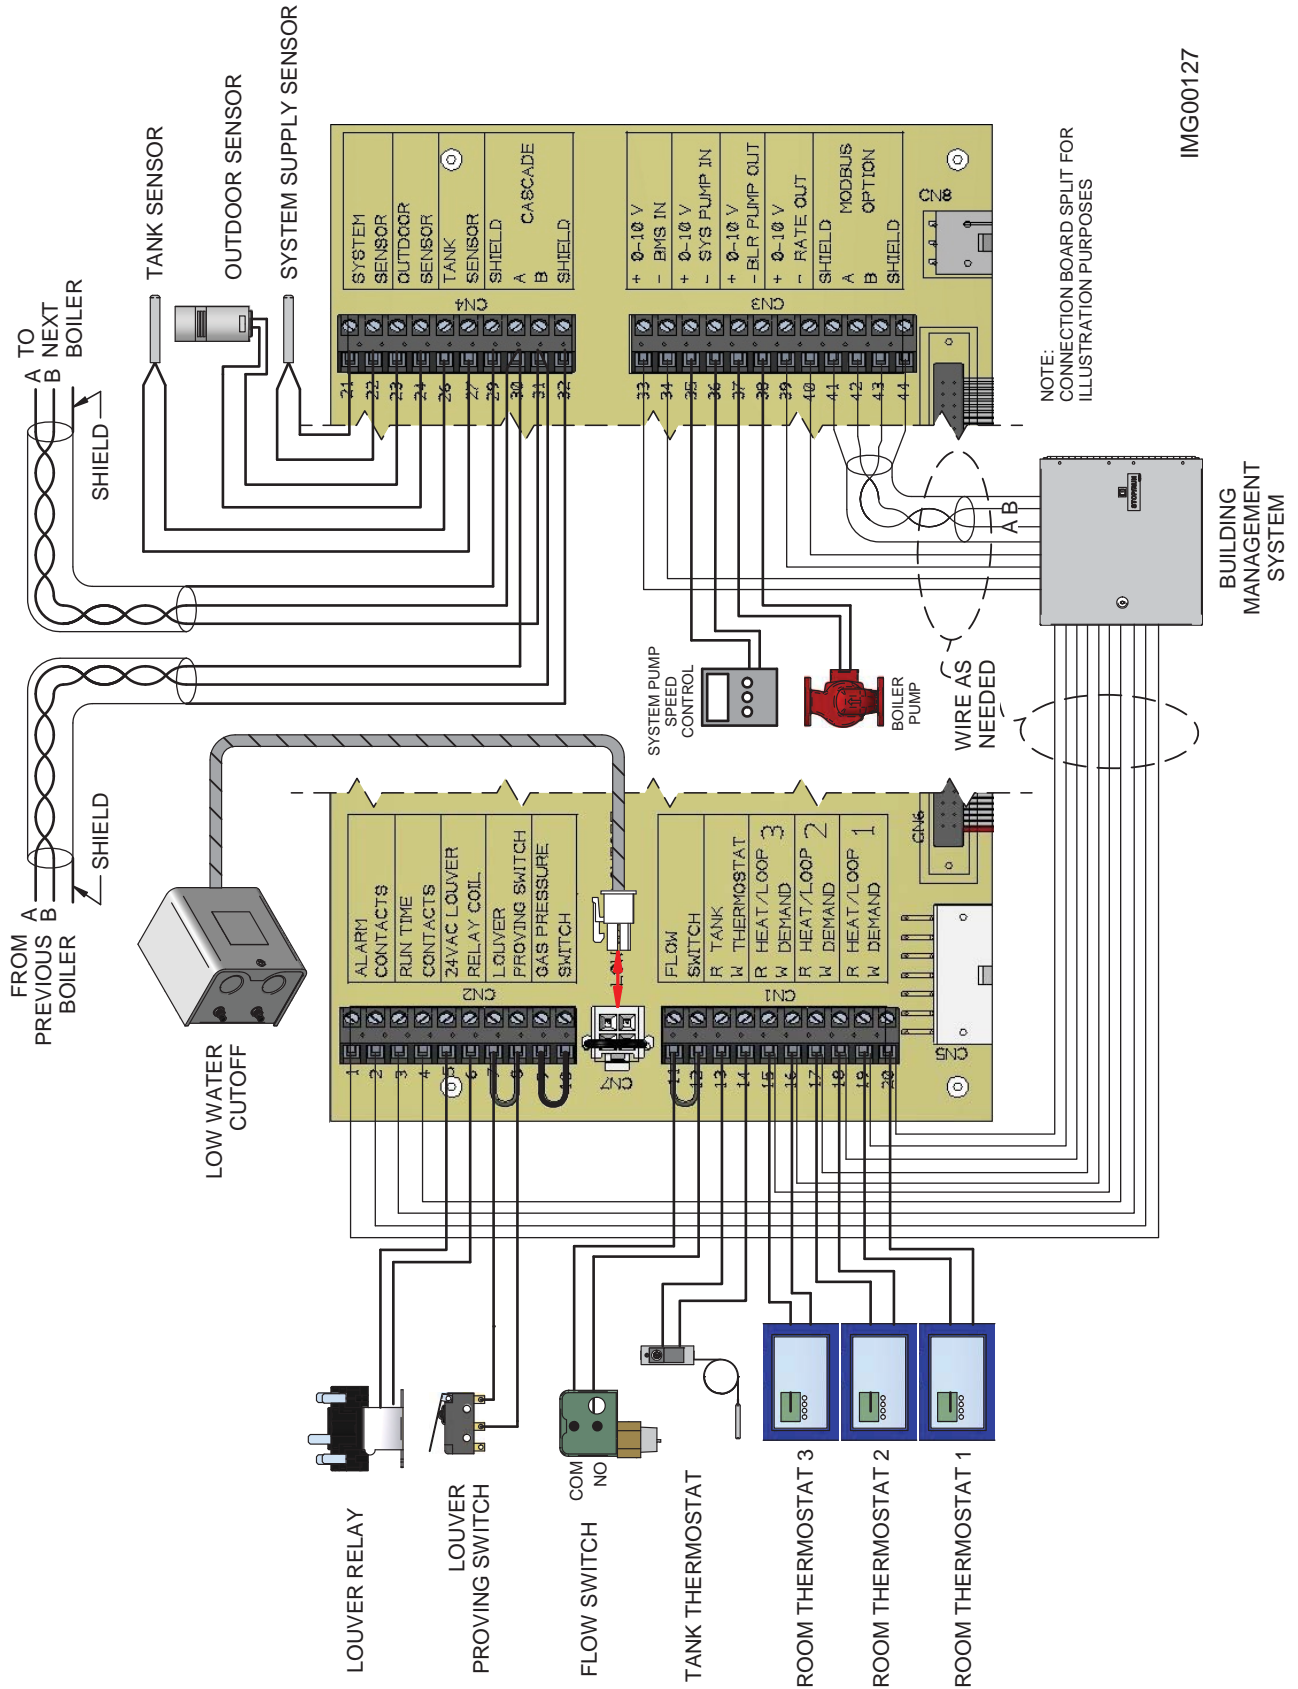 FROM
PREVIOUS
BOILER
A
B
SHIELD
A
B
TO
NEXT
BOILER
SHIELD
LOW WATER
CUTOFF
TANK SENSOR
OUTDOOR SENSOR
SYSTEM SUPPLY SENSOR
ALARM
CONTACTS
RUN TIME
CONTACTS
24VAC LOUVER
RELAY COIL
LOUVER
PROVING SWITCH
GAS PRESSURE
SWITCH
CN2
1
2
3
4
5
6
7
8
9
10
CN7
FLOW
SWITCH
R TANK
W THERMOSTAT
R HEAT/LOOP 3
W DEMAND
R HEAT/LOOP 2
W DEMAND
R HEAT/LOOP 1
W DEMAND
CN1
11
12
13
14
15
16
17
18
19
20
CN5
CN6
SYSTEM
SENSOR
OUTDOOR
SENSOR
TANK
SENSOR
SHIELD
A
B
CASCADE
SHIELD
CN4
21
22
23
24
26
27
29
30
31
32
+ 0-10 V
- BMS IN
+ 0-10 V
- SYS PUMP IN
+ 0-10 V
- BLR PUMP OUT
+ 0-10 V
- RATE OUT
SHIELD
A MODBUS
B OPTION
SHIELD
CN3
33
34
35
36
37
38
39
40
41
42
43
44
CN8
LOUVER RELAY
LOUVER
PROVING SWITCH
FLOW SWITCH
COM
NO
TANK THERMOSTAT
ROOM THERMOSTAT 3
ROOM THERMOSTAT 2
ROOM THERMOSTAT 1
SYSTEM PUMP
SPEED
CONTROL
BOILER
PUMP
WIRE AS
NEEDED
A
B
BUILDING
MANAGEMENT
SYSTEM
NOTE:
CONNECTION BOARD SPLIT FOR
ILLUSTRATION PURPOSES
IMG00127